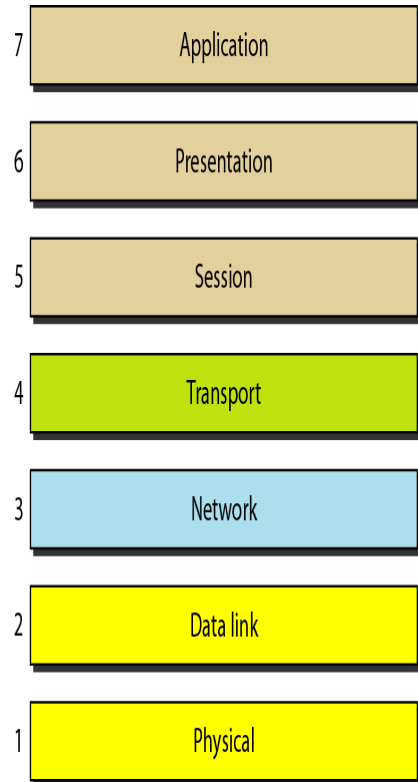 7 Application
6 Presentation
5 Session
4 Transport
3 Network
2 Data link
1 Physical